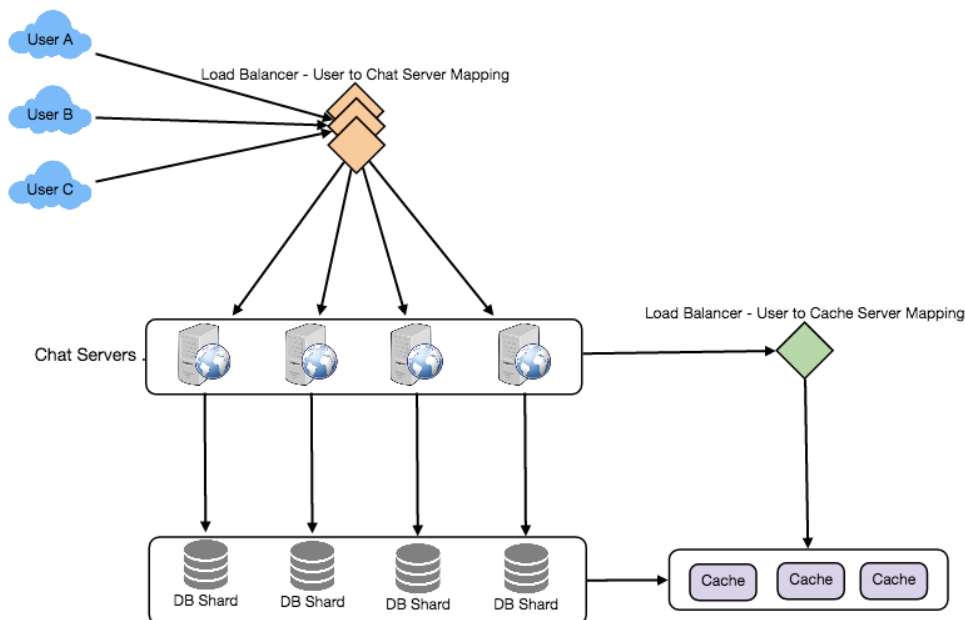 User A
Load Balancer - User to Chat Server Mapping
User B
User C
Load Balancer - User to Cache Server Mapping
Chat Servers
DB Shard
DB Shard
DB Shard
DB Shard
Cache
Cache
Cache